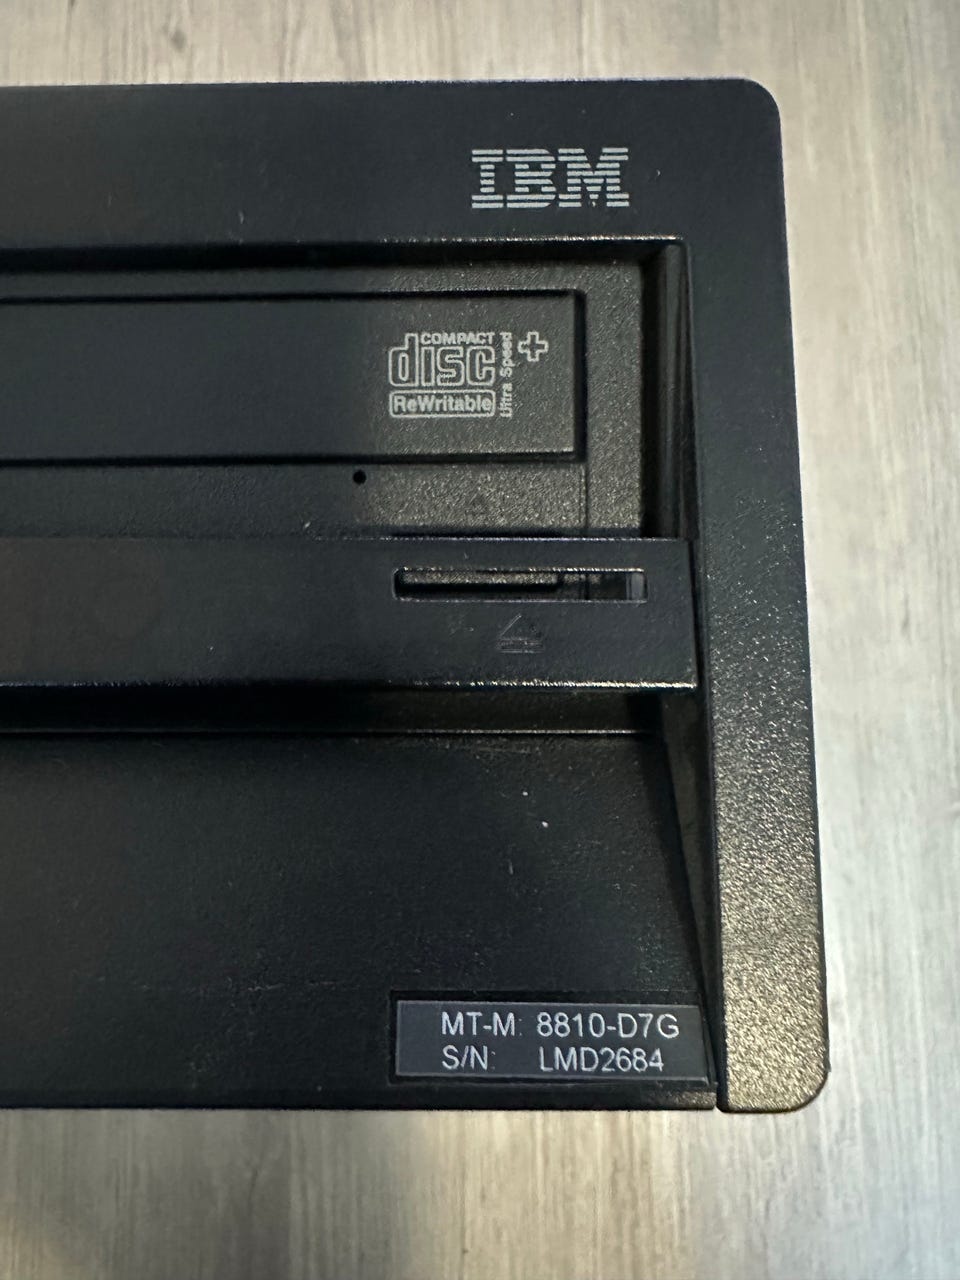 IBM
COMPACT
disc
ReWritable
Ultra Speed
+
MT-M: 8810-D7G
S/N: LMD2684